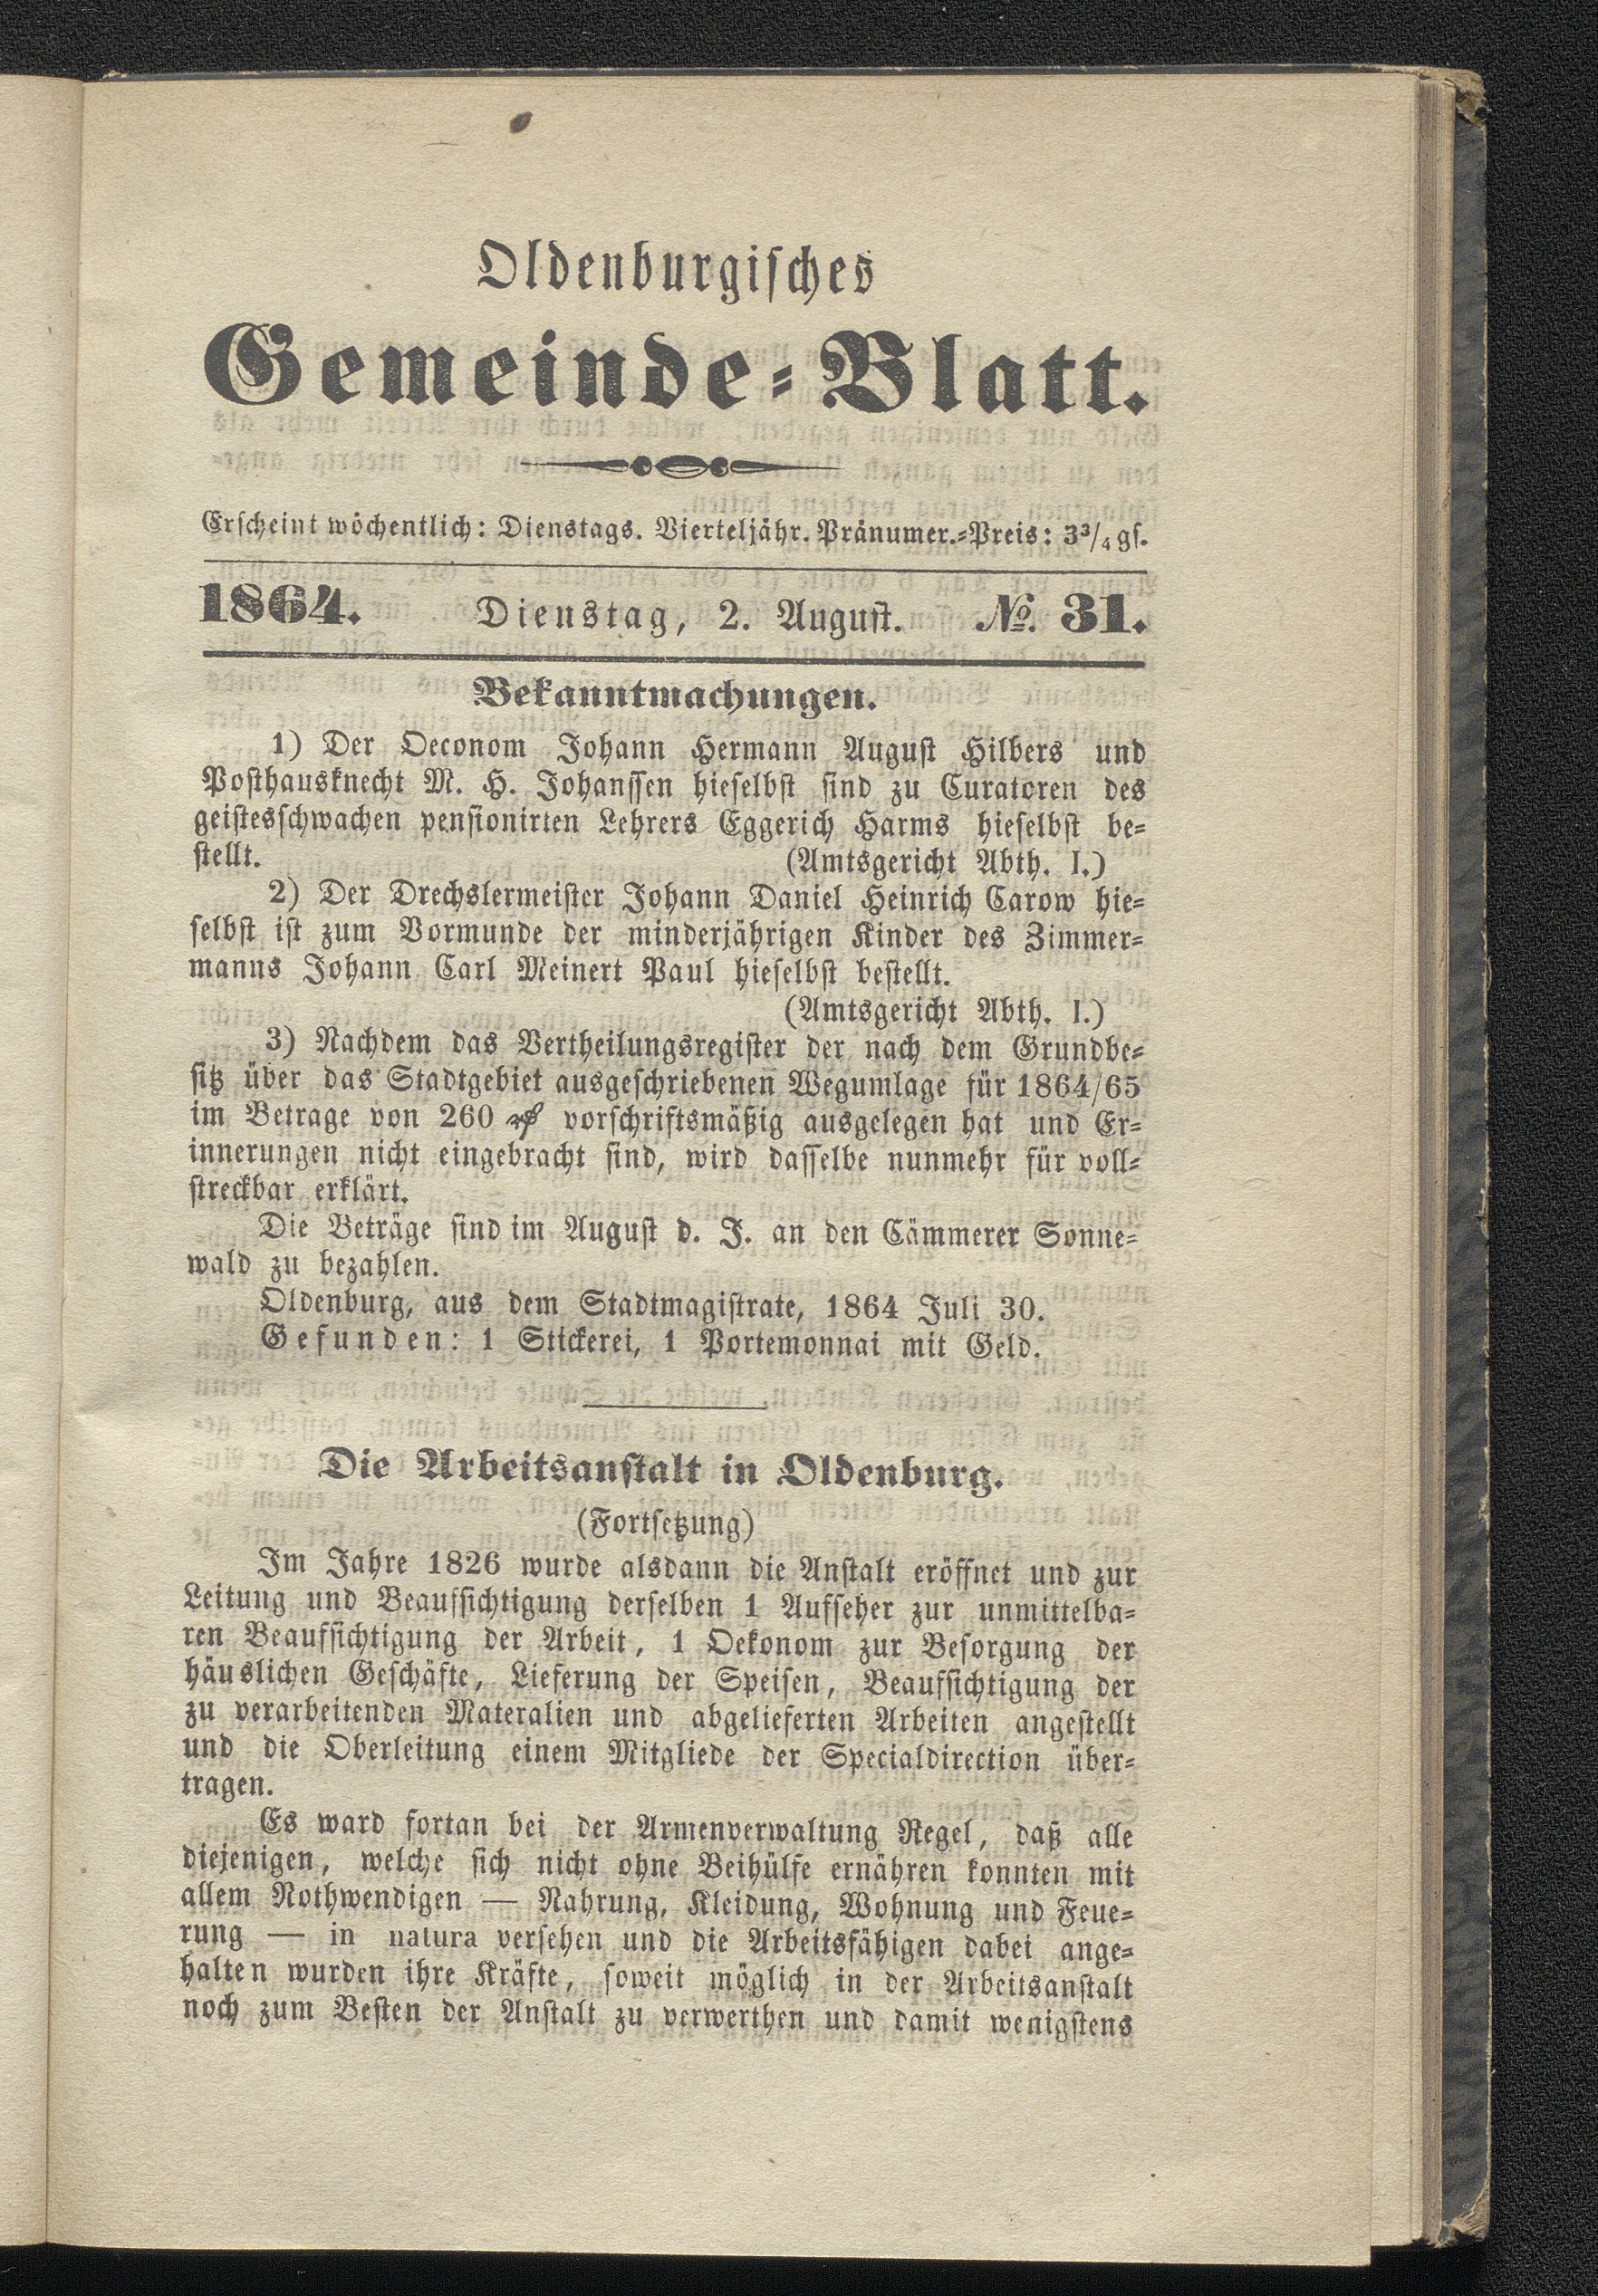 Oldenburgisches
Gemeinde-Blatt.
Erscheint wöchentlich: Dienstags. Vierteljähr. Pränumer.-Preis: 3¾ gs.
1864. Dienstag, 2. August. №. 31.
Bekanntmachungen.
1) Der Oeconom Johann Hermann August Hilbers und
Posthausknecht M. H. Johanssen hieselbst sind zu Curatoren des
geistesschwachen pensionirten Lehrers Eggerich Harms hieselbst be-
stellt. (Amtsgericht Abth. I.)
2) Der Drechslermeister Johann Daniel Heinrich Carow hie-
selbst ist zum Vormunde der minderjährigen Kinder des Zimmer-
manns Johann Carl Meinert Paul hieselbst bestellt.
(Amtsgericht Abth. I.)
3) Nachdem das Vertheilungsregister der nach dem Grundbe-
sitz über das Stadtgebiet ausgeschriebenen Wegumlage für 1864/65
im Betrage von 260 ₰ vorschriftsmäßig ausgelegen hat und Er-
innerungen nicht eingebracht sind, wird dasselbe nunmehr für voll-
streckbar erklärt.
Die Beträge sind im August d. J. an den Cämmerer Sonne-
wald zu bezahlen.
Oldenburg, aus dem Stadtmagistrate, 1864 Juli 30.
Gefunden: 1 Stickerei, 1 Portemonnai mit Geld.
Die Arbeitsanstalt in Oldenburg.
(Fortsetzung)
Im Jahre 1826 wurde alsdann die Anstalt eröffnet und zur
Leitung und Beaufsichtigung derselben 1 Aufseher zur unmittelba-
ren Beaufsichtigung der Arbeit, 1 Oekonom zur Besorgung der
häuslichen Geschäfte, Lieferung der Speisen, Beaufsichtigung der
zu verarbeitenden Materalien und abgelieferten Arbeiten angestellt
und die Oberleitung einem Mitgliede der Specialdirection über-
tragen.
Es ward fortan bei der Armenverwaltung Regel, daß alle
diejenigen, welche sich nicht ohne Beihülfe ernähren konnten mit
allem Nothwendigen — Nahrung, Kleidung, Wohnung und Feue-
rung — in natura versehen und die Arbeitsfähigen dabei ange-
halten wurden ihre Kräfte, soweit möglich in der Arbeitsanstalt
noch zum Besten der Anstalt zu verwerthen und damit wenigstens